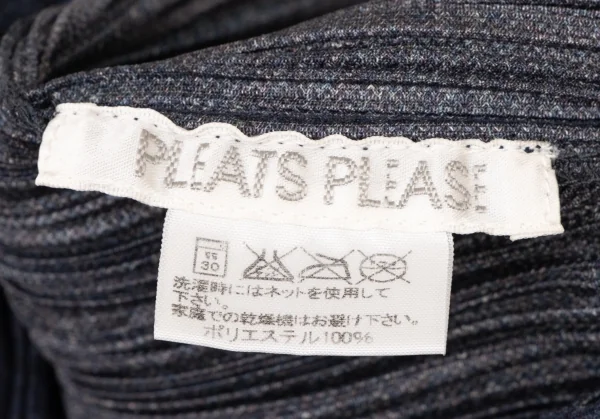 PLEATS PLEASE
弱
30
洗濯時にはネットを使用して
下さい。
家庭での乾燥機はお避け下さい。
ポリエステル100%